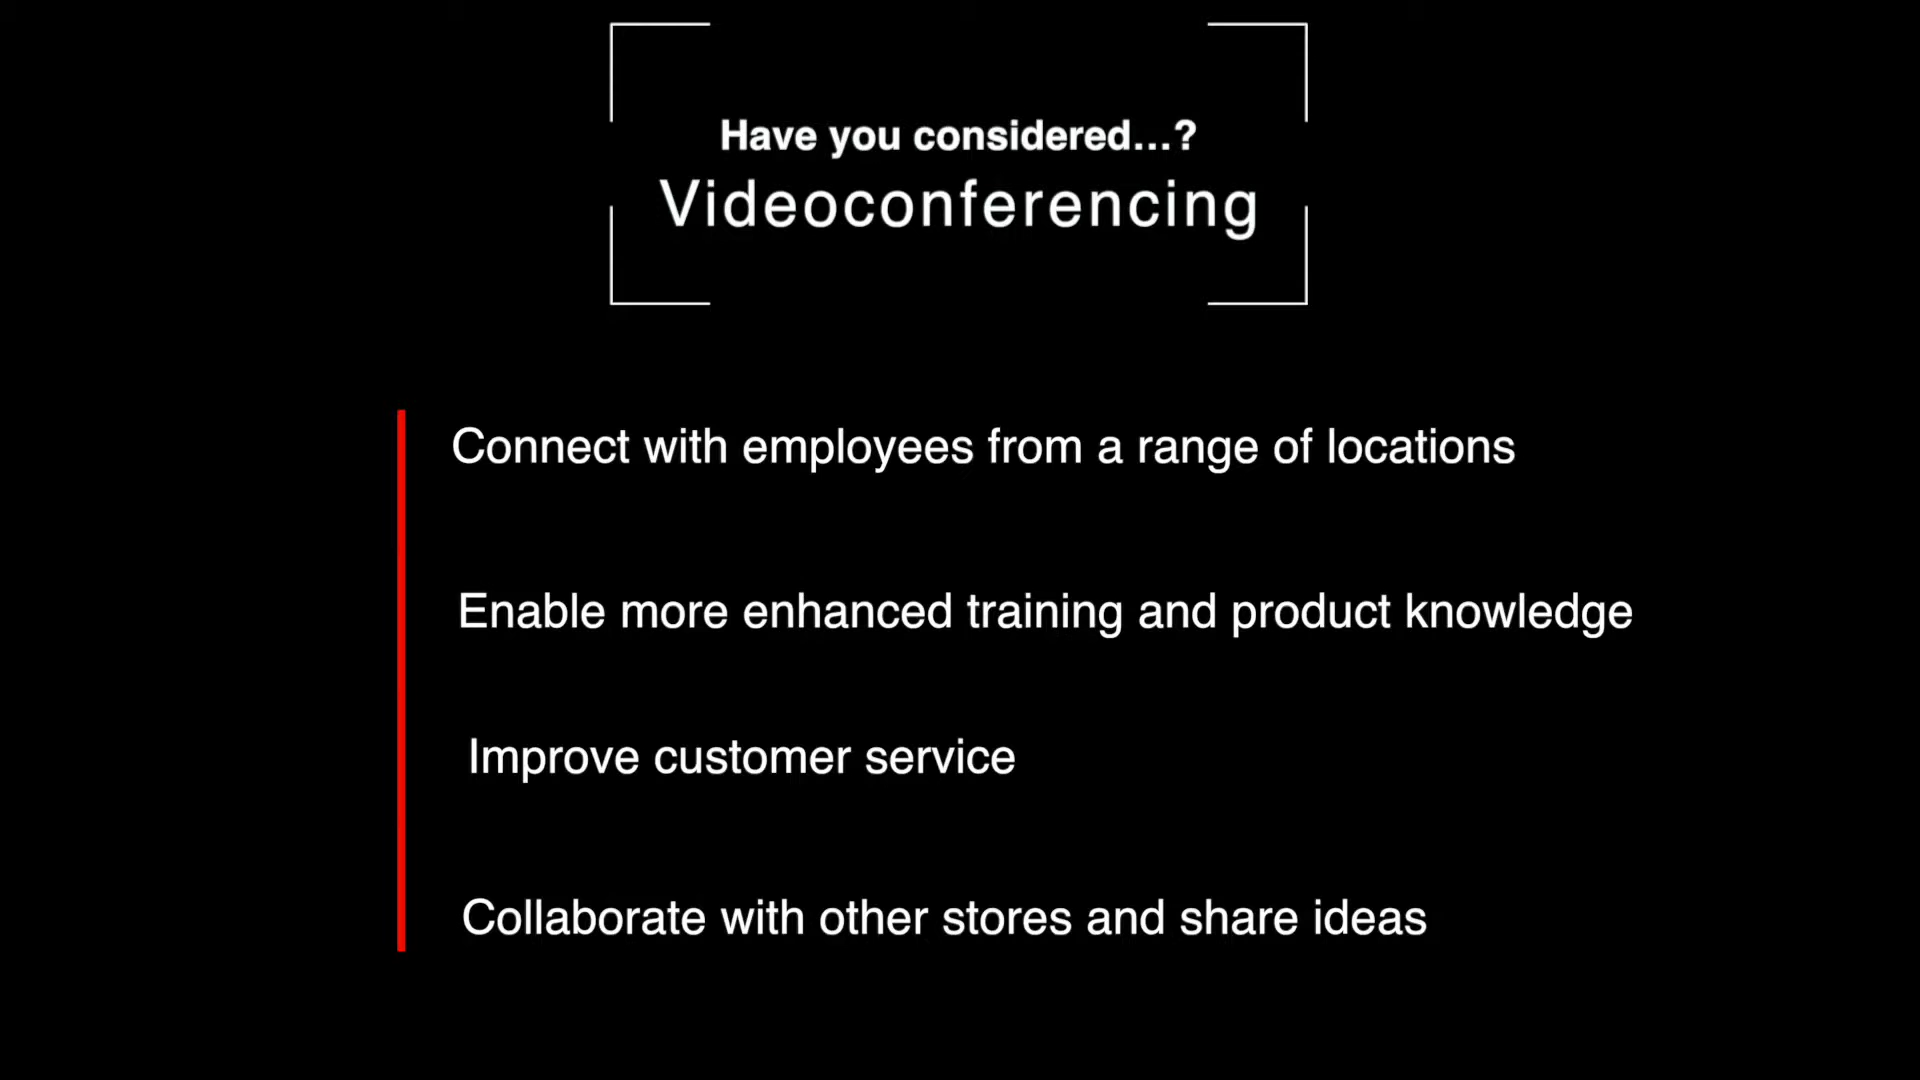 Have you considered...?
Videoconferencing
Connect with employees from a range of locations
Enable more enhanced training and product knowledge
Improve customer service
Collaborate with other stores and share ideas